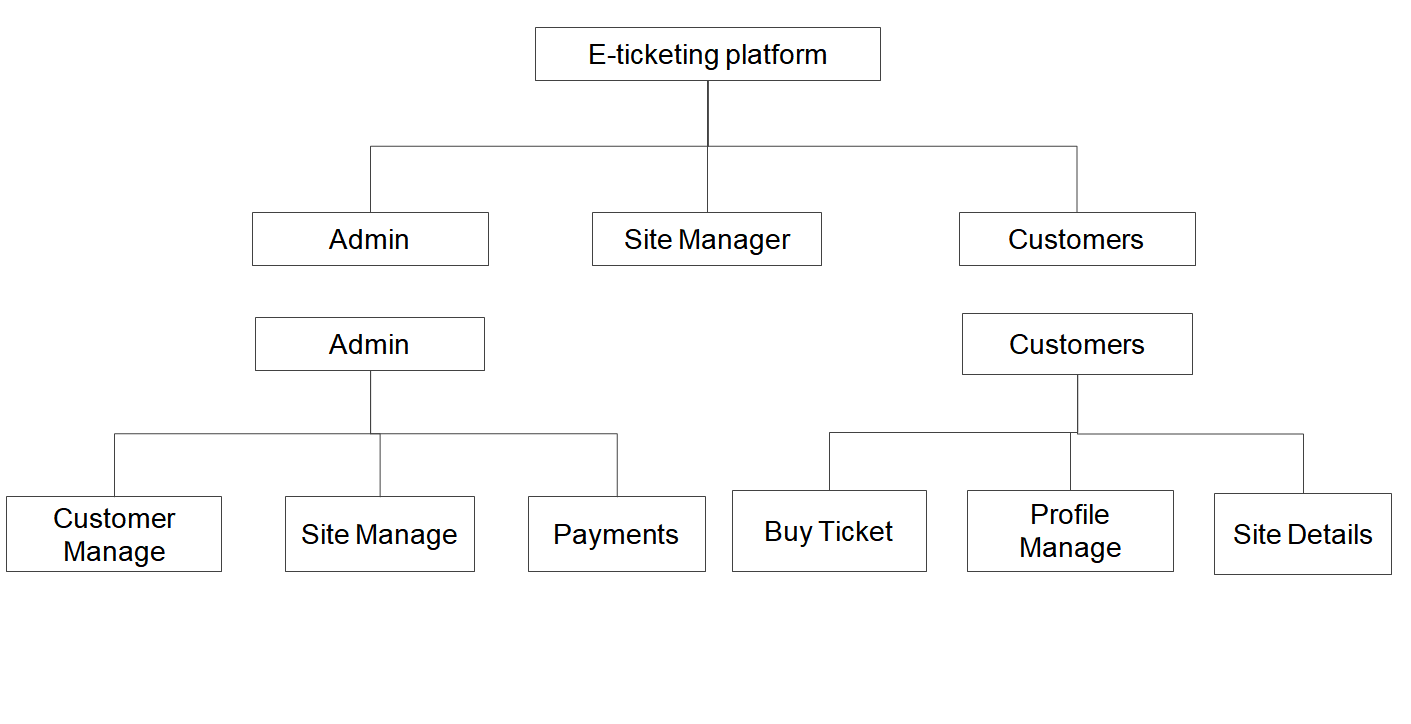 E-ticketing platform
Admin
Site Manager
Customers
Admin
Customers
Customer
Manage
Site Manage
Payments
Buy Ticket
Profile
Manage
Site Details